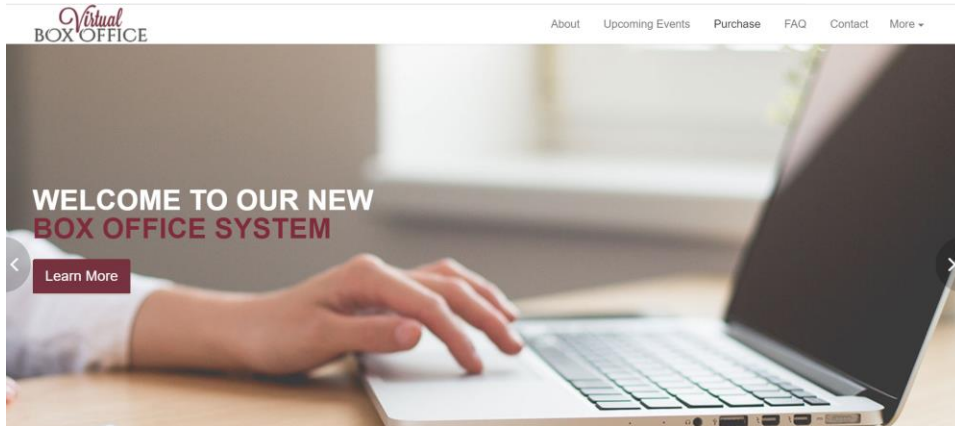 Virtual
BOX OFFICE
About Upcoming Events Purchase FAQ Contact More
WELCOME TO OUR NEW
BOX OFFICE SYSTEM
Learn More